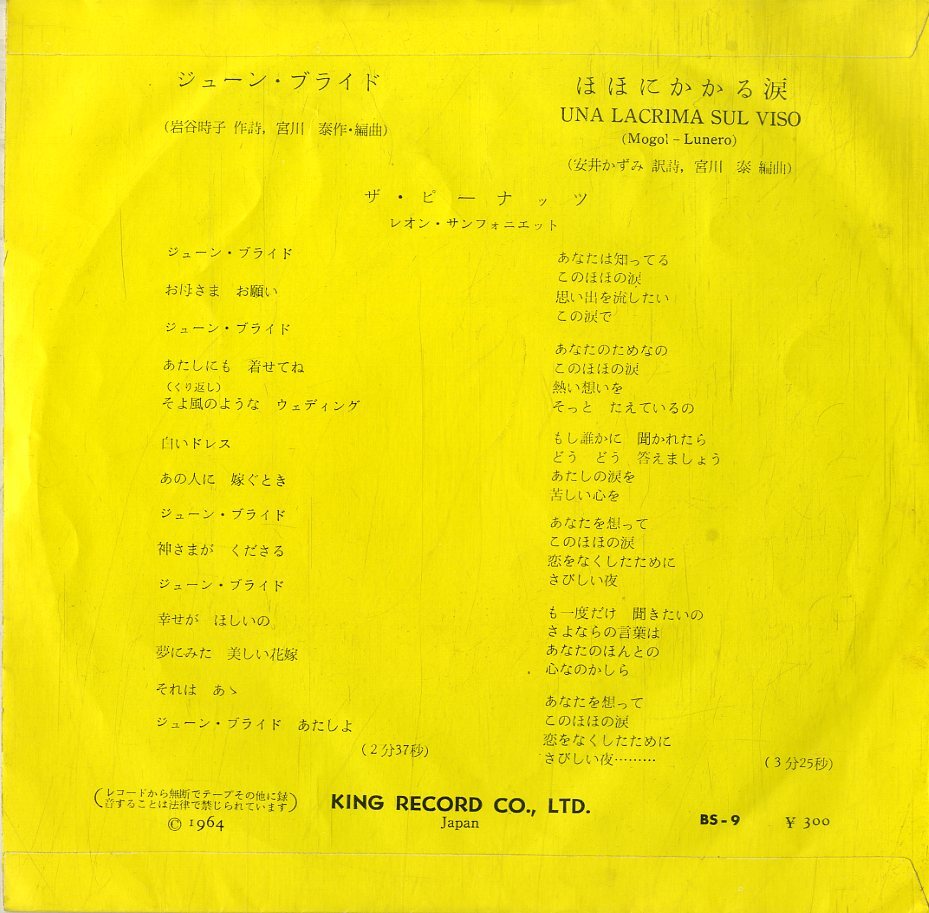 ジューン・ブライド
(岩谷時子 作詩, 宮川 泰作・編曲)
ほほにかかる涙
UNA LACRIMA SUL VISO
(Mogol – Lunero)
(安井かずみ 訳詩, 宮川 泰 編曲)
ザ・ピーナッツ
レオン・サンフォニエット
ジューン・ブライド
お母さま お願い
ジューン・ブライド
あたしにも 着せてね
(くり返し)
そよ風のような ウェディング
白いドレス
あの人に 嫁ぐとき
ジューン・ブライド
神さまが くださる
ジューン・ブライド
幸せが ほしいの
夢にみた 美しい花嫁
それは あゝ
ジューン・ブライド あたしよ
(2分37秒)
あなたは知ってる
このほほの涙
思い出を流したい
この涙で
あなたのためなの
このほほの涙
熱い想いを
そっと たえているの
もし誰かに 聞かれたら
どう どう 答えましょう
あたしの涙を
苦しい心を
あなたを想って
このほほの涙
恋をなくしたために
さびしい夜
も一度だけ 聞きたいの
さよならの言葉は
あなたのほんとの
心なのかしら
あなたを想って
このほほの涙
恋をなくしたために
さびしい夜………
(3分25秒)
(レコードから無断でテープその他に録
音することは法律で禁じられています)
© 1964
KING RECORD CO., LTD.
Japan
BS-9
¥ 300